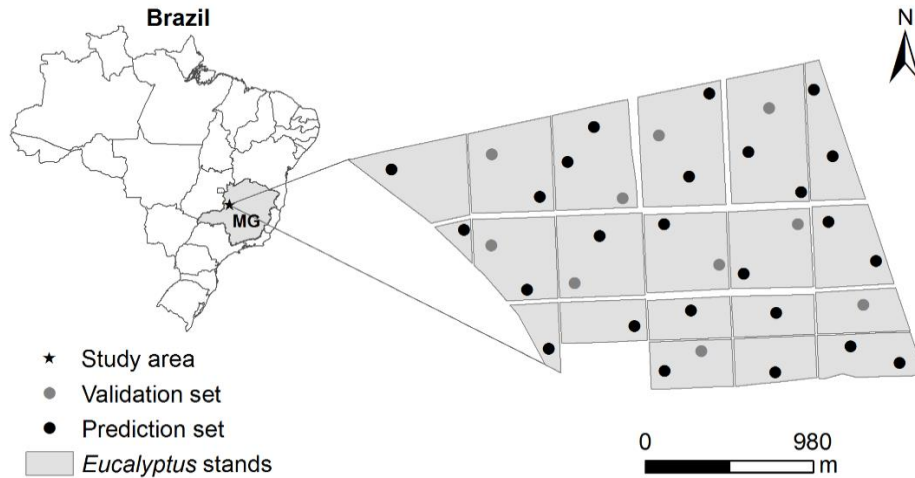 Brazil
N
MG
Study area
Validation set
Prediction set
Eucalyptus stands
0 980
m